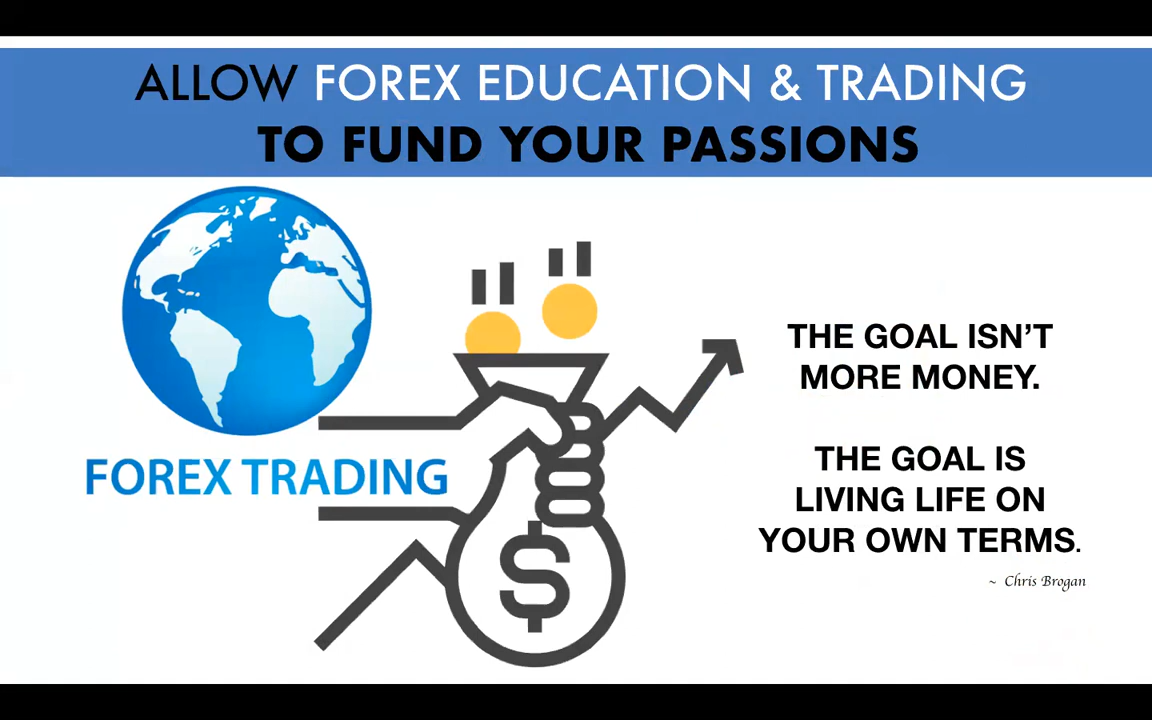 ALLOW FOREX EDUCATION & TRADING
TO FUND YOUR PASSIONS
FOREX TRADING
$
THE GOAL ISN’T
MORE MONEY.
THE GOAL IS
LIVING LIFE ON
YOUR OWN TERMS.
~ Chris Brogan